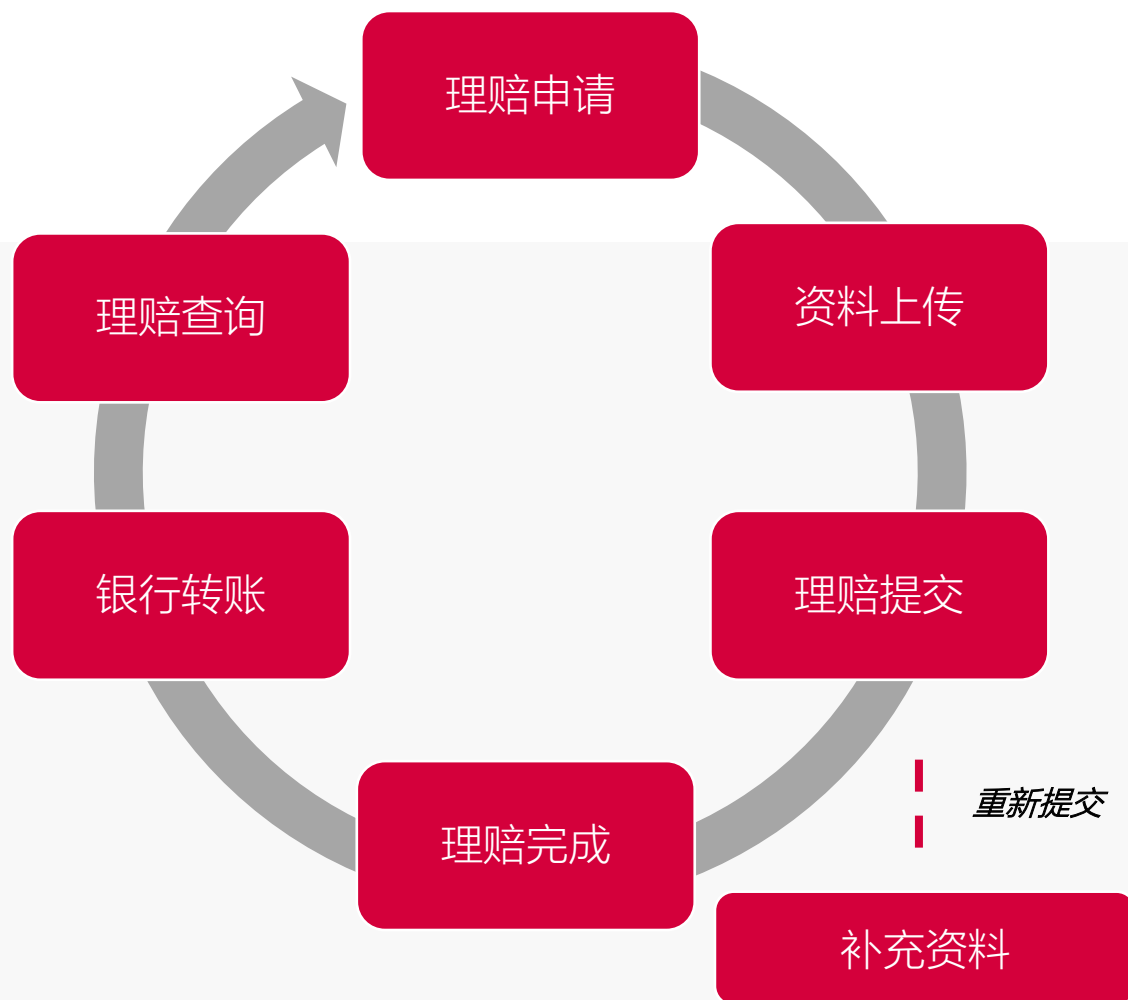 理赔申请
理赔查询
资料上传
银行转账
理赔提交
重新提交
理赔完成
补充资料